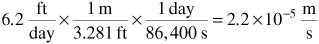 6.2 ft/day × 1 m/3.281 ft × 1 day/86,400 s = 2.2 × 10⁻⁵ m/s